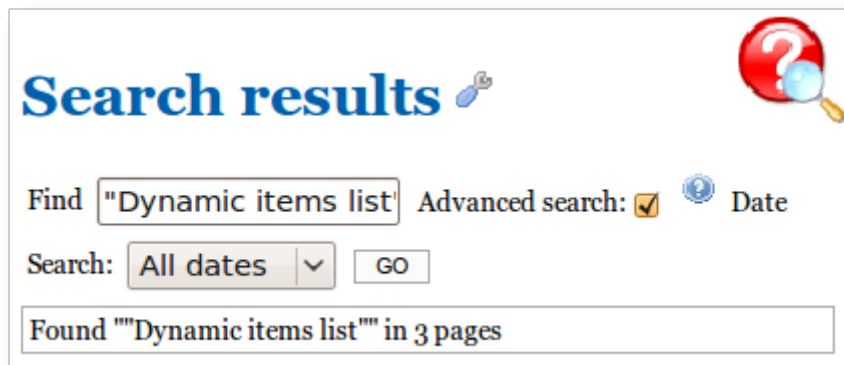 Search results
Find "Dynamic items list" Advanced search: Date
Search: All dates GO
Found ""Dynamic items list"" in 3 pages